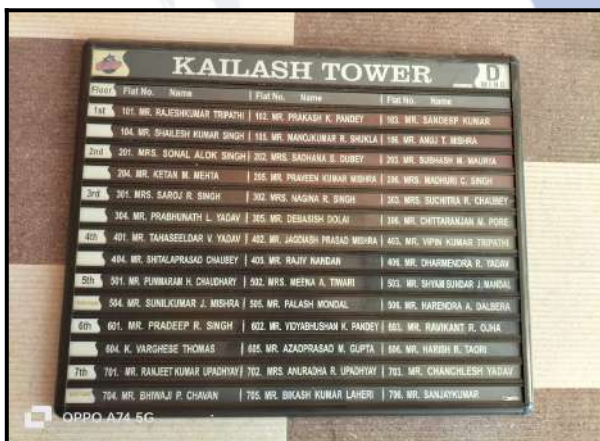 KAILASH TOWER D
WING
Floor Flat No. Name Flat No. Name Flat No. Name
1st 101. MR. RAJESHKUMAR TRIPATHI 102. MR. PRAKASH K. PANDEY 103. MR. SANDEEP KUMAR
104. MR. SHAILESH KUMAR SINGH 105. MR. MANOJKUMAR R. SHUKLA 106. MR. ANUJ T. MISHRA
2nd 201. MRS. SONAL ALOK SINGH 202. MRS. SADHANA S. DUBEY 203. MR. SUBHASH M. MAURYA
204. MR. KETAN M. MEHTA 205. MR. PRAVEEN KUMAR MISHRA 206. MRS. MADHURI C. SINGH
3rd 301. MRS. SAROJ R. SINGH 302. MRS. NAGINA R. SINGH 303. MRS. SUCHITRA R. CHAUBEY
304. MR. PRABHUNATH L. YADAV 305. MR. DEBASISH DOLAI 306. MR. CHITTARANJAN M. PORE
4th 401. MR. TAHASEELDAR V. YADAV 402. MR. JAGDIASH PRASAD MISHRA 403. MR. VIPIN KUMAR TRIPATHI
404. MR. SHITALAPRASAD CHAUBEY 405. MR. RAJIV NANDAN 406. MR. DHARMENDRA R. YADAV
5th 501. MR. PUNMARAM H. CHAUDHARY 502. MRS. MEENA A. TIWARI 503. MR. SHYAM SUNDAR J. MANDAL
504. MR. SUNILKUMAR J. MISHRA 505. MR. PALASH MONDAL 506. MR. HARENDRA A. DALBERA
6th 601. MR. PRADEEP R. SINGH 602. MR. VIDYABHUSHAN K. PANDEY 603. MR. RAVIKANT R. OJHA
604. K. VARGHESE THOMAS 605. MR. AZADPRASAD M. GUPTA 606. MR. HARISH R. TAORI
7th 701. MR. RANJEET KUMAR UPADHYAY 702. MRS. ANURADHA R. UPADHYAY 703. MR. CHANCHLESH YADAV
704. MR. BHIWAJI P. CHAVAN 705. MR. BIKASH KUMAR LAHERI 706. MR. SANJAYKUMAR
OPPO A74 5G